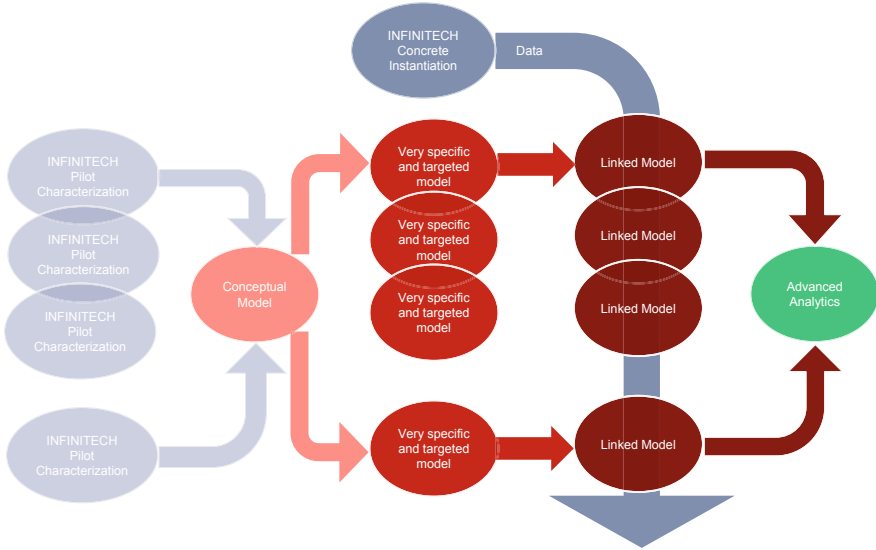 INFINITECH
Concrete
Instantiation
Data
INFINITECH
Pilot
Characterization
INFINITECH
Pilot
Characterization
INFINITECH
Pilot
Characterization
INFINITECH
Pilot
Characterization
Conceptual
Model
Very specific
and targeted
model
Very specific
and targeted
model
Very specific
and targeted
model
Very specific
and targeted
model
Linked Model
Linked Model
Linked Model
Linked Model
Advanced
Analytics